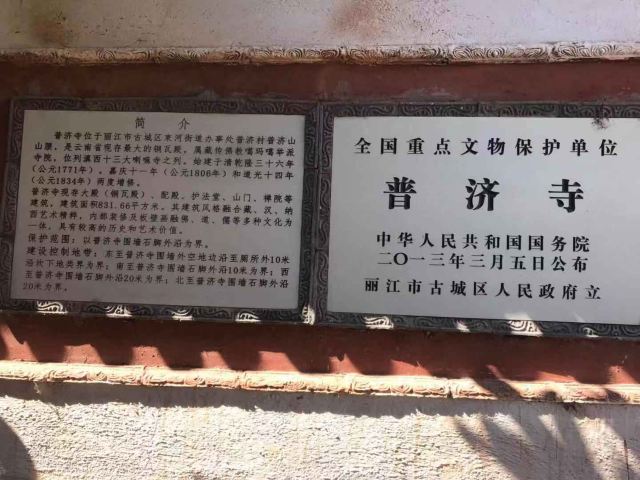 简 介
普济寺位于丽江市古城区束河街道办事处普济村普济山
山腰，是云南省现存最大的铜瓦殿，属藏传佛教噶玛噶举派
寺院，位列滇西十三大喇嘛寺之列。始建于清乾隆三十六年
(公元1771年)，嘉庆十一年（公元1806年）和道光十四年
(公元1834年）两度增修。
普济寺现存大殿（铜瓦殿）、配殿、护法堂、山门、禅院等
建筑，建筑面积831.66平方米。其建筑风格融合藏、汉、纳
西艺术精粹，内部装修及板壁画融佛、道、儒等多种文化为
一体，具有较高的历史和艺术价值。
保护范围：以普济寺围墙石脚外沿为界。
建设控制地带：东至普济寺围墙外空地边沿至厕所外10米
沿坎下地类界为界；南至普济寺围墙石脚外沿10米为界；西
至普济寺围墙石脚外沿20米为界；北至普济寺围墙石脚外沿
20米为界。
全国重点文物保护单位
普济寺
中华人民共和国国务院
二〇一三年三月五日公布
丽江市古城区人民政府立